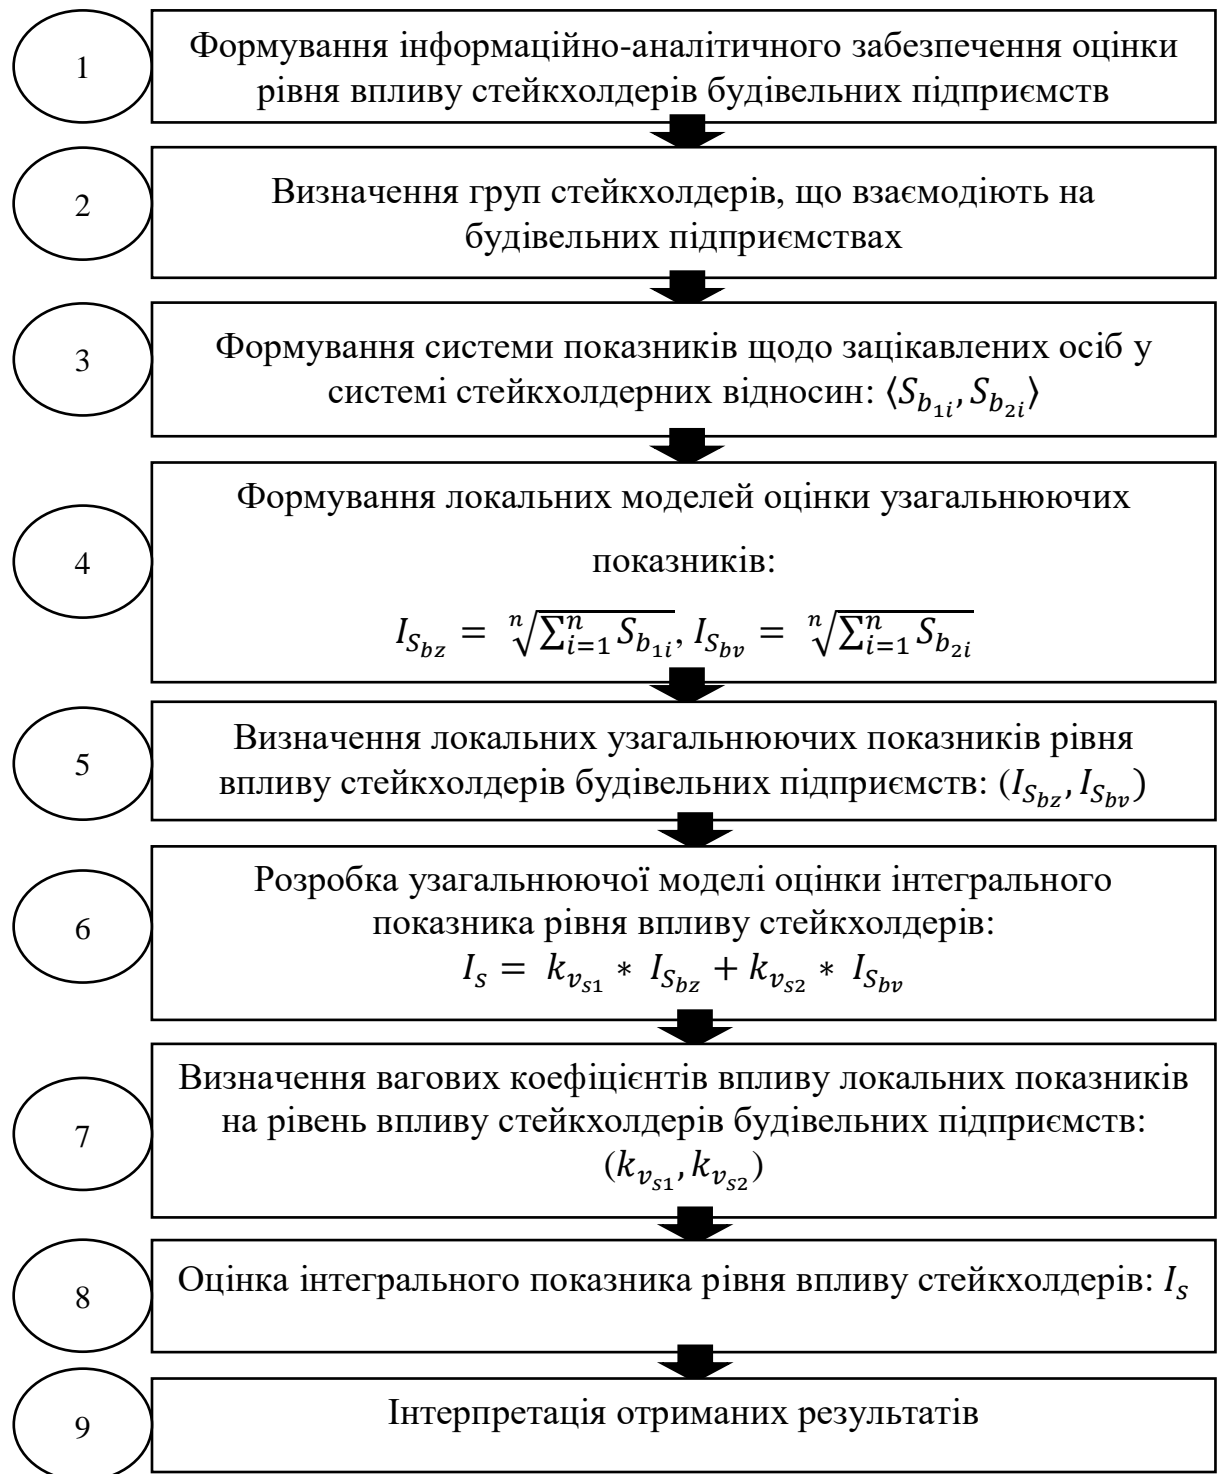 1
Формування інформаційно-аналітичного забезпечення оцінки
рівня впливу стейкхолдерів будівельних підприємств
2
Визначення груп стейкхолдерів, що взаємодіють на
будівельних підприємствах
3
Формування системи показників щодо зацікавлених осіб у
системі стейкхолдерних відносин: ⟨S_{b_{1i}}, S_{b_{2i}}⟩
4
Формування локальних моделей оцінки узагальнюючих
показників:
I_{S_{bz}} = \sqrt[n]{\sum_{i=1}^{n} S_{b_{1i}}}, I_{S_{bv}} = \sqrt[n]{\sum_{i=1}^{n} S_{b_{2i}}}
5
Визначення локальних узагальнюючих показників рівня
впливу стейкхолдерів будівельних підприємств: (I_{S_{bz}}, I_{S_{bv}})
6
Розробка узагальнюючої моделі оцінки інтегрального
показника рівня впливу стейкхолдерів:
I_s = k_{v_{s1}} * I_{S_{bz}} + k_{v_{s2}} * I_{S_{bv}}
7
Визначення вагових коефіцієнтів впливу локальних показників
на рівень впливу стейкхолдерів будівельних підприємств:
(k_{v_{s1}}, k_{v_{s2}})
8
Оцінка інтегрального показника рівня впливу стейкхолдерів: I_s
9
Інтерпретація отриманих результатів